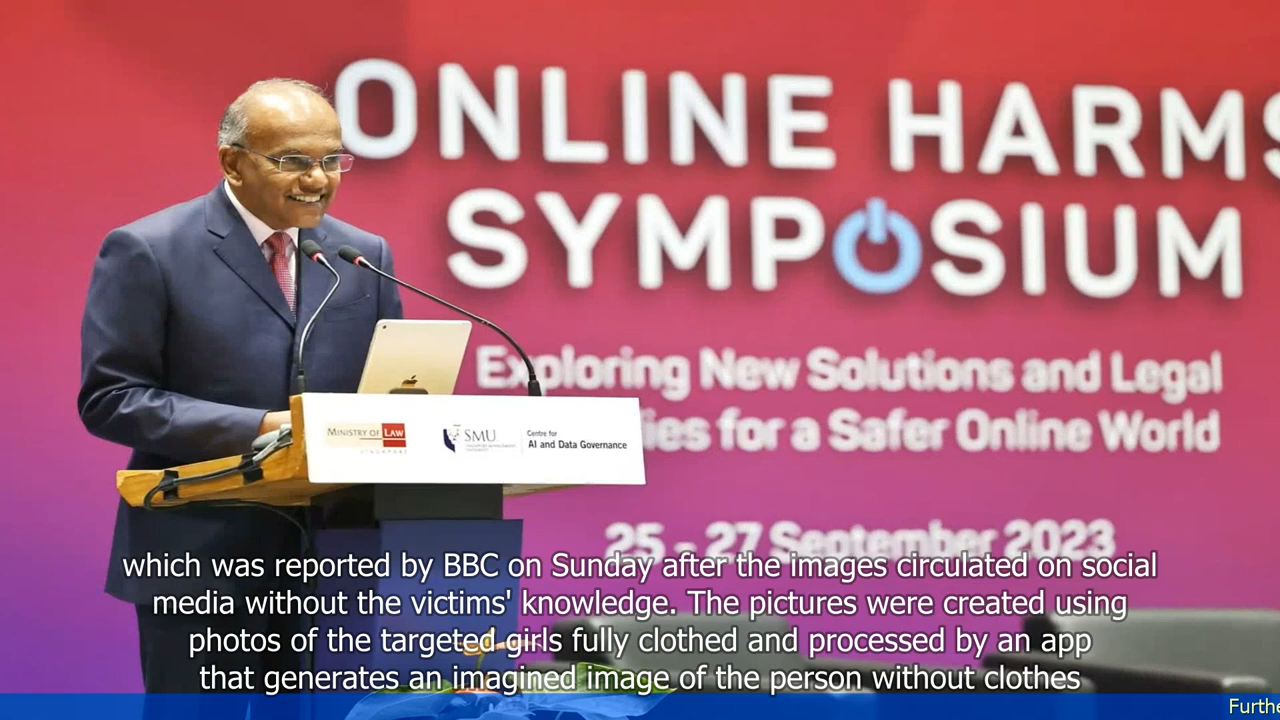 ONLINE HARMS
SYMPOSIUM
Exploring New Solutions and Legal
ies for a Safer Online World
25 - 27 September 2023
MINISTRY OF LAW
SINGAPORE
SMU
Centre for
AI and Data Governance
which was reported by BBC on Sunday after the images circulated on social
media without the victims' knowledge. The pictures were created using
photos of the targeted girls fully clothed and processed by an app
that generates an imagined image of the person without clothes
Furthe